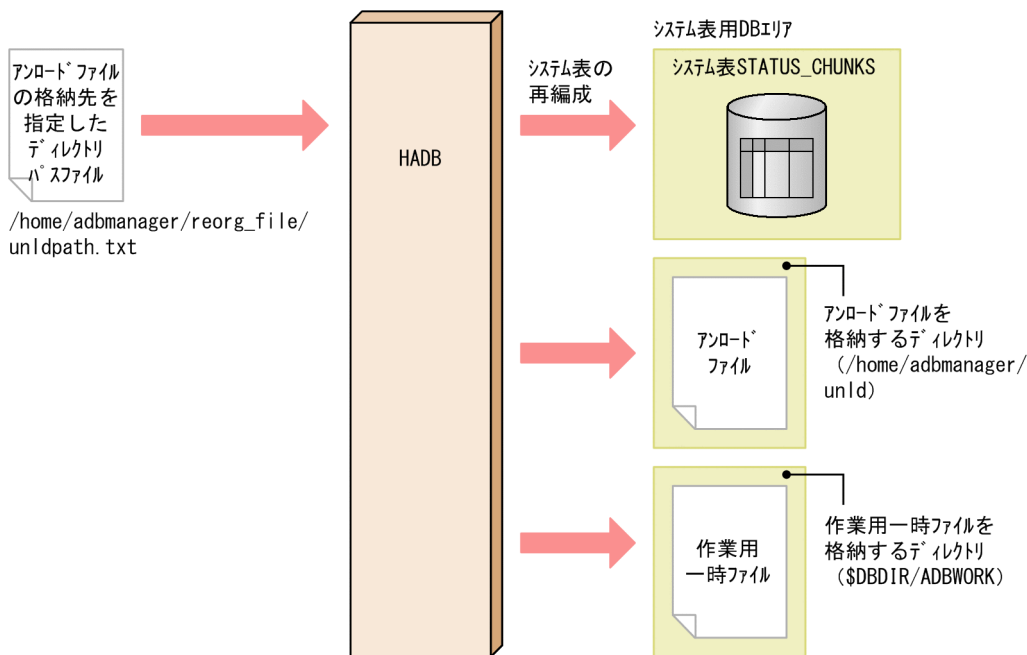 アンロードファイル
の格納先を
指定した
ディレクトリ
パスファイル
/home/adbmanager/reorg_file/
unldpath.txt
HADB
システム表の
再編成
システム表用DBエリア
システム表STATUS_CHUNKS
アンロード
ファイル
アンロードファイルを
格納するディレクトリ
(/home/adbmanager/
unld)
作業用
一時ファイル
作業用一時ファイルを
格納するディレクトリ
($DBDIR/ADBWORK)